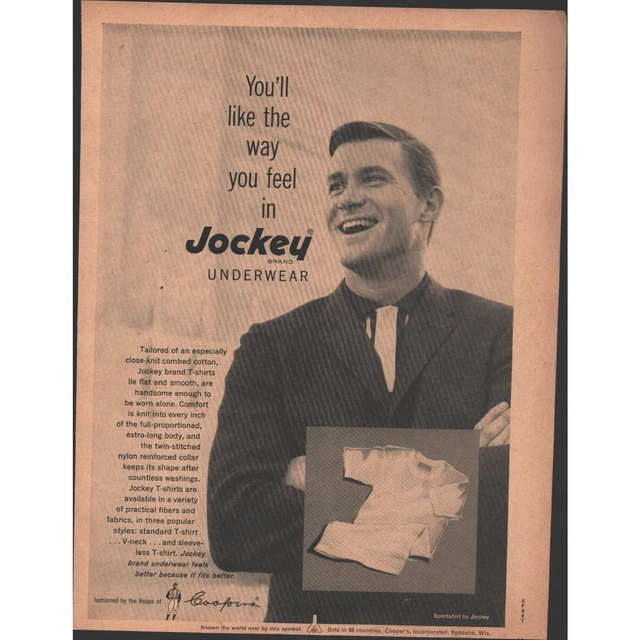 You'll
like the
way
you feel
in
Jockey®
BRAND
UNDERWEAR
Tailored of an especially
close-knit combed cotton,
Jockey brand T-shirts
lie flat and smooth, are
handsome enough to
be worn alone. Comfort
is knit into every inch
of the full-proportioned,
extra-long body, and
the twin-stitched
nylon reinforced collar
keeps its shape after
countless washings.
Jockey T-shirts are
available in a variety
of practical fibers and
fabrics, in three popular
styles: standard T-shirt
. . . V-neck . . . and sleeve-
less T-shirt. Jockey
brand underwear feels
better because it fits better.
fashioned by the House of Coopers
Sportshirt by Jockey
Known the world over by this symbol. Sold in 98 countries. Cooper's, Incorporated, Kenosha, Wis.
SPORT